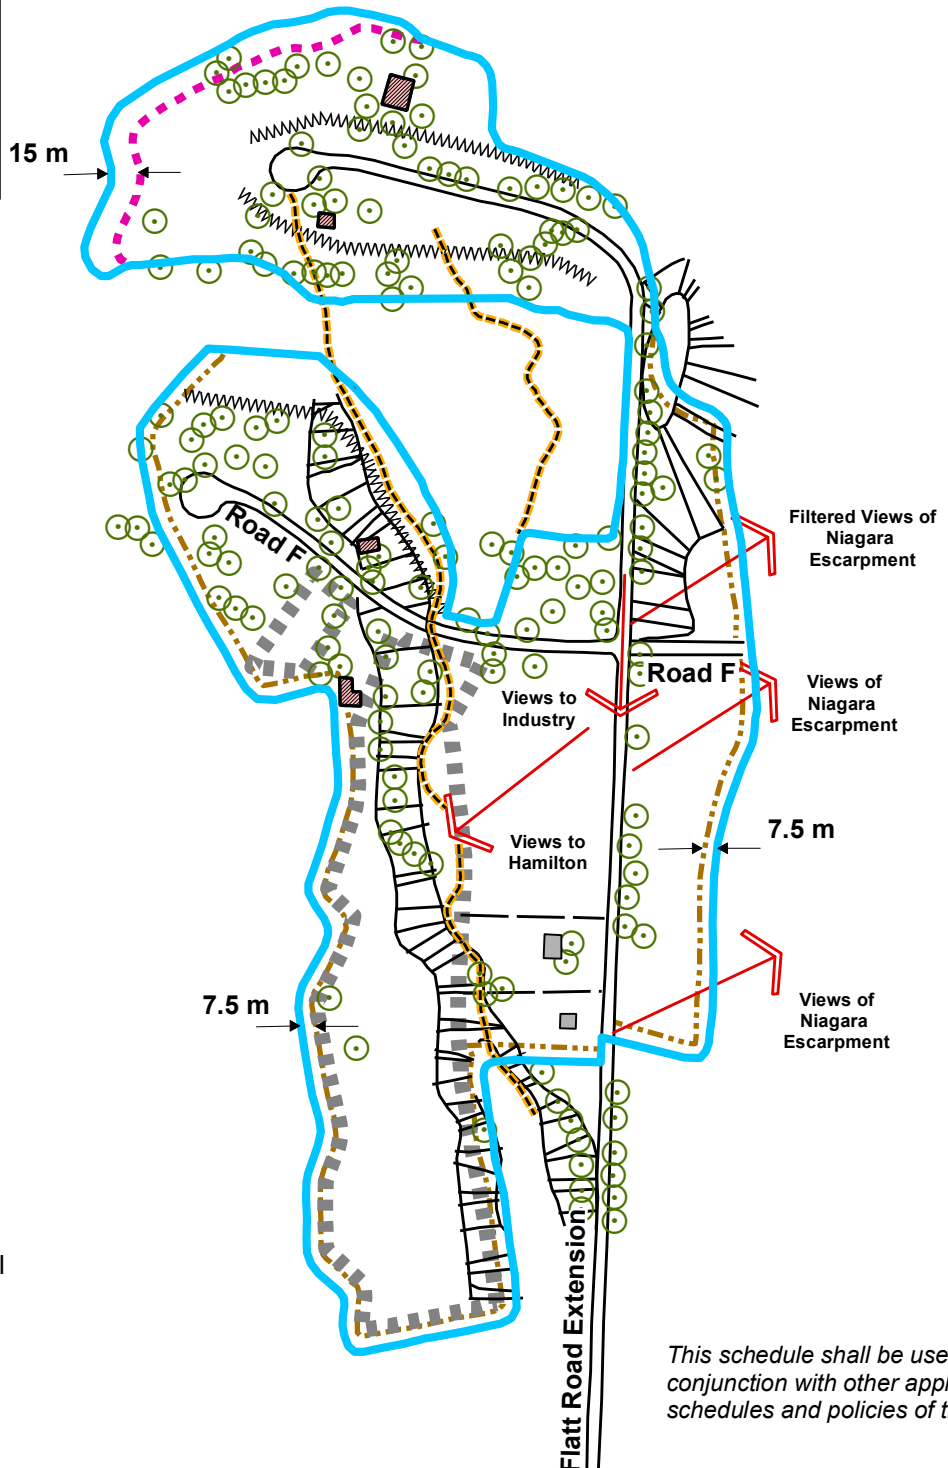 15 m
Road F
Filtered Views of
Niagara
Escarpment
Road F
Views to
Industry
Views of
Niagara
Escarpment
7.5 m
Views to
Hamilton
7.5 m
Views of
Niagara
Escarpment
Flatt Road Extension
This schedule shall be use
conjunction with other appl
schedules and policies of t